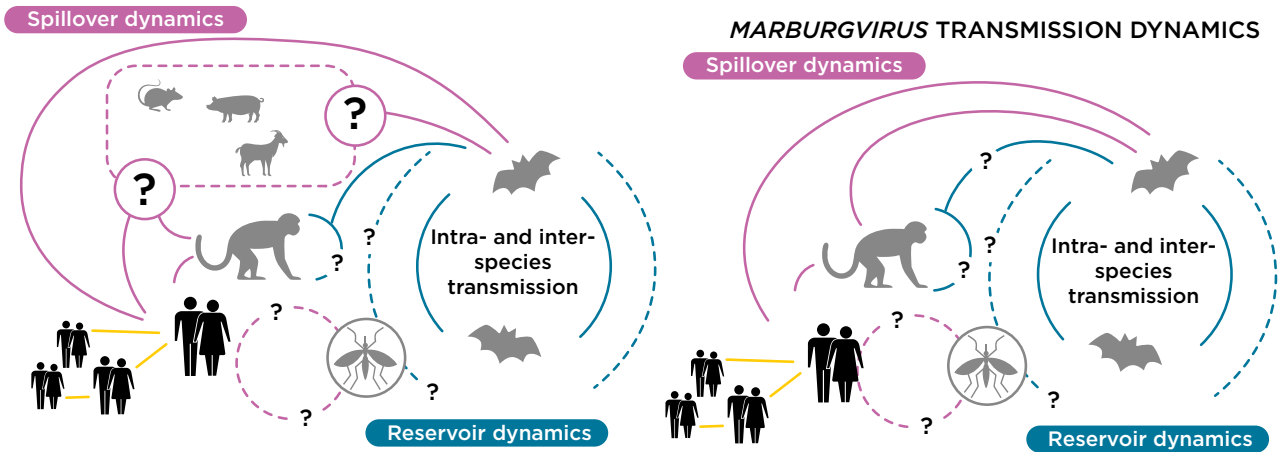 Spillover dynamics
?
?
?
?
Intra- and inter-
species
transmission
?
?
?
Reservoir dynamics
MARBURGVIRUS TRANSMISSION DYNAMICS
Spillover dynamics
?
?
?
Intra- and inter-
species
transmission
?
?
?
Reservoir dynamics